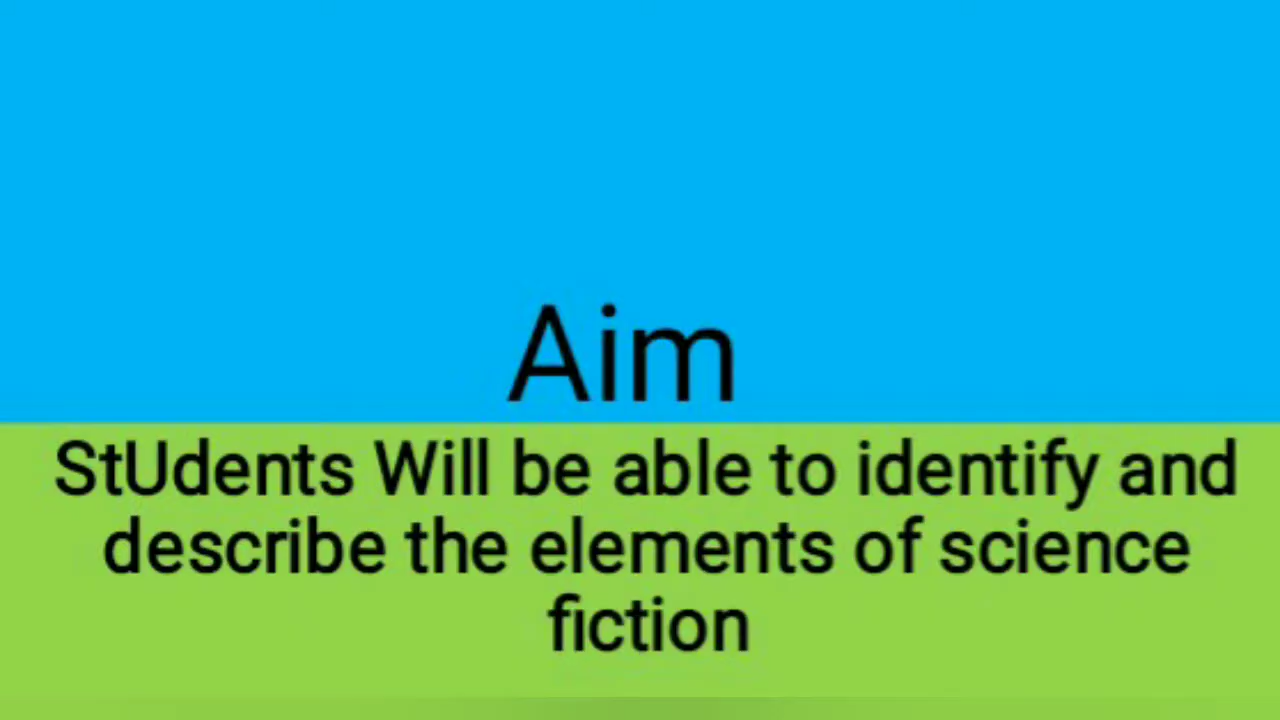 Aim
StUdents Will be able to identify and
describe the elements of science
fiction